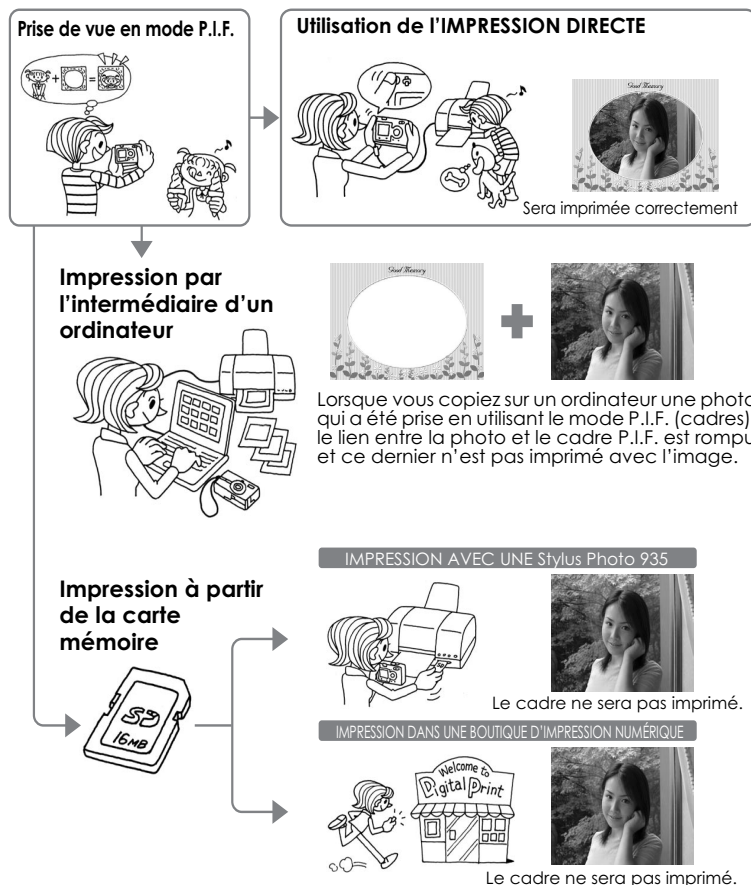 Prise de vue en mode P.I.F.
Utilisation de l’IMPRESSION DIRECTE
Good Memory
Sera imprimée correctement
Impression par
l’intermédiaire d’un
ordinateur
Good Memory
Lorsque vous copiez sur un ordinateur une photo
qui a été prise en utilisant le mode P.I.F. (cadres)
le lien entre la photo et le cadre P.I.F. est rompu
et ce dernier n’est pas imprimé avec l’image.
IMPRESSION AVEC UNE Stylus Photo 935
Impression à partir
de la carte
mémoire
SD
16MB
Le cadre ne sera pas imprimé.
IMPRESSION DANS UNE BOUTIQUE D’IMPRESSION NUMÉRIQUE
Welcome to
Digital Print
Le cadre ne sera pas imprimé.